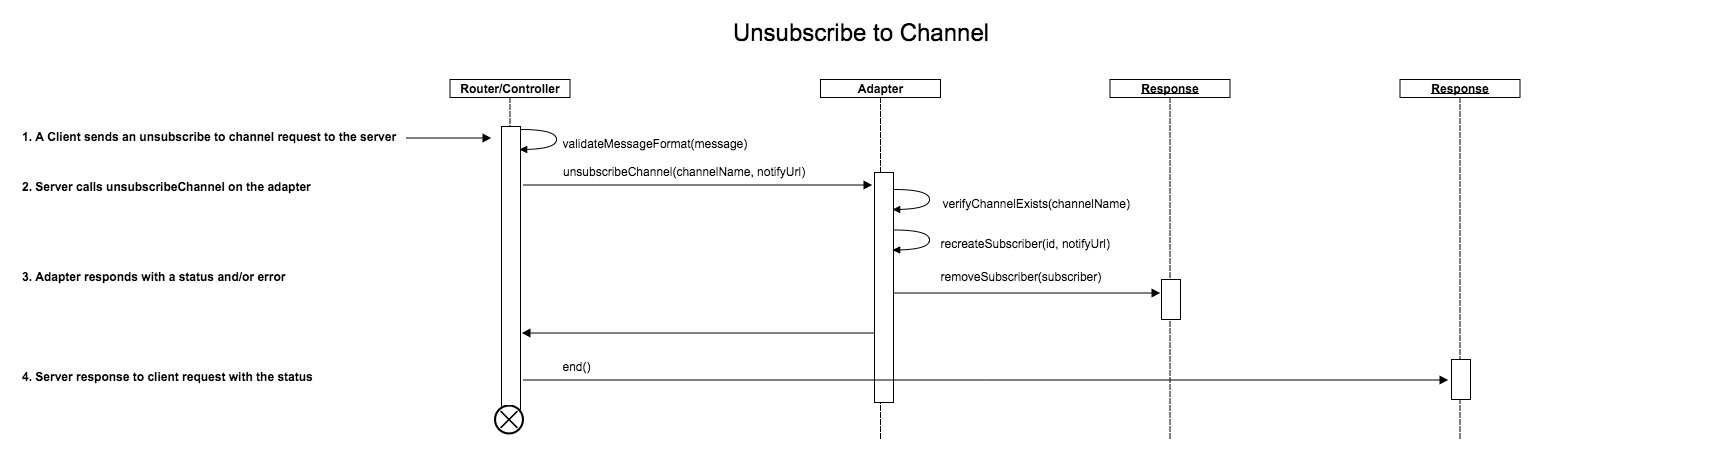 Unsubscribe to Channel
Router/Controller
Adapter
Response
Response
1. A Client sends an unsubscribe to channel request to the server
validateMessageFormat(message)
unsubscribeChannel(channelName, notifyUrl)
2. Server calls unsubscribeChannel on the adapter
verifyChannelExists(channelName)
recreateSubscriber(id, notifyUrl)
3. Adapter responds with a status and/or error
removeSubscriber(subscriber)
end()
4. Server response to client request with the status